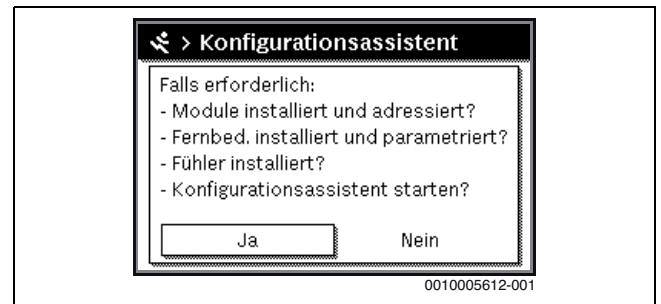 > Konfigurationsassistent
Falls erforderlich:
- Module installiert und adressiert?
- Fernbed. installiert und parametriert?
- Fühler installiert?
- Konfigurationsassistent starten?
Ja Nein
0010005612-001